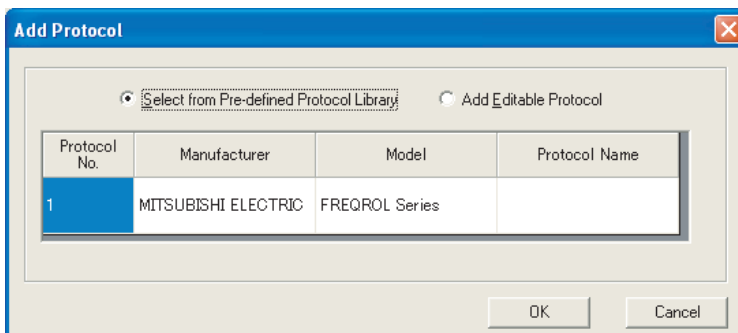 Add Protocol
Select from Pre-defined Protocol Library Add Editable Protocol
Protocol No. Manufacturer Model Protocol Name
1 MITSUBISHI ELECTRIC FREQROL Series
OK Cancel